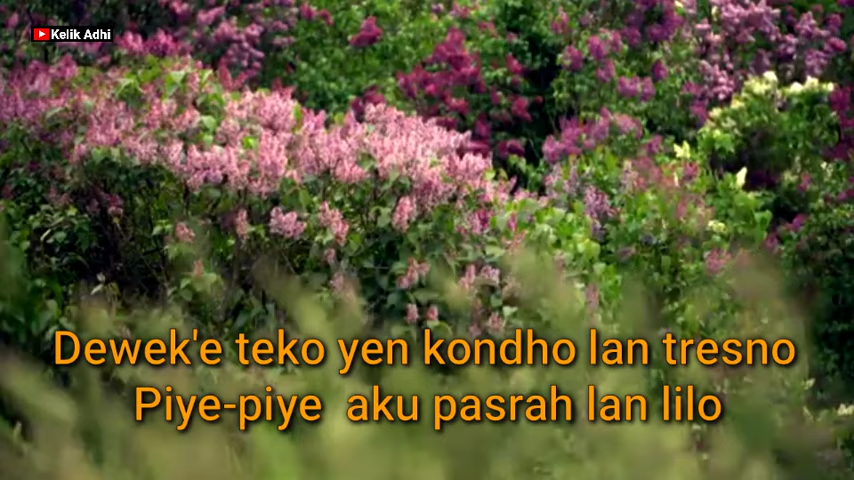 Kelik Adhi
Dewek'e teko yen kondho lan tresno
Piye-piye aku pasrah lan lilo